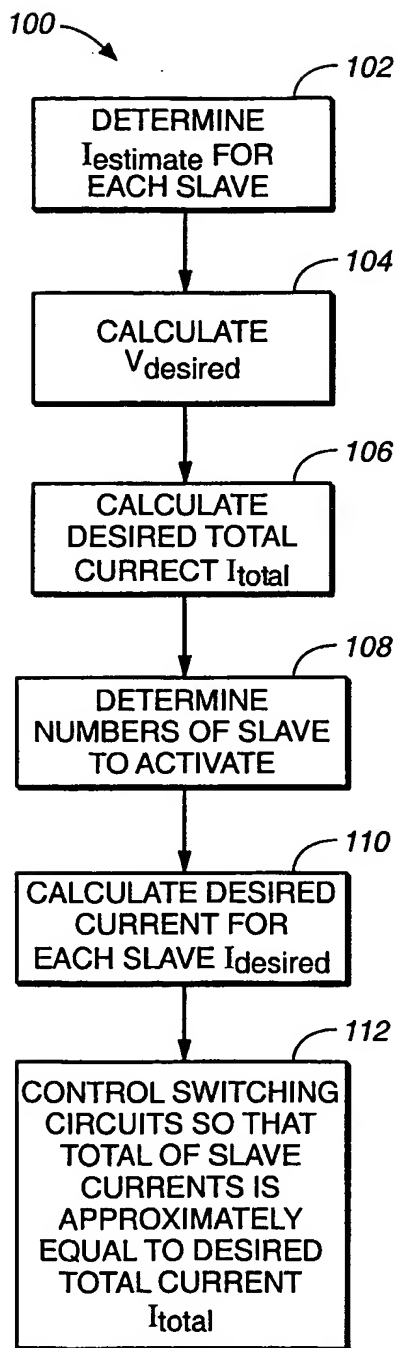 100
102
DETERMINE
Iestimate FOR
EACH SLAVE
104
CALCULATE
Vdesired
106
CALCULATE
DESIRED TOTAL
CURRECT Itotal
108
DETERMINE
NUMBERS OF SLAVE
TO ACTIVATE
110
CALCULATE DESIRED
CURRENT FOR
EACH SLAVE Idesired
112
CONTROL SWITCHING
CIRCUITS SO THAT
TOTAL OF SLAVE
CURRENTS IS
APPROXIMATELY
EQUAL TO DESIRED
TOTAL CURRENT
Itotal